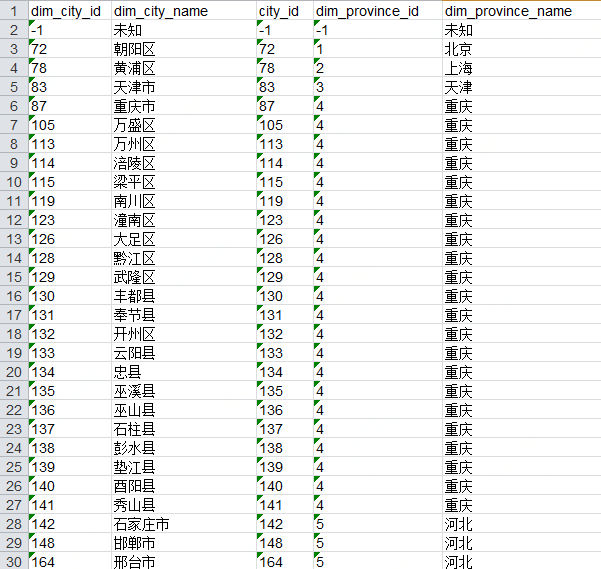 1 dim_city_id dim_city_name city_id dim_province_id dim_province_name
2 -1 未知 -1 -1 未知
3 72 朝阳区 72 1 北京
4 78 黄浦区 78 2 上海
5 83 天津市 83 3 天津
6 87 重庆市 87 4 重庆
7 105 万盛区 105 4 重庆
8 113 万州区 113 4 重庆
9 114 涪陵区 114 4 重庆
10 115 梁平区 115 4 重庆
11 119 南川区 119 4 重庆
12 123 潼南区 123 4 重庆
13 126 大足区 126 4 重庆
14 128 黔江区 128 4 重庆
15 129 武隆区 129 4 重庆
16 130 丰都县 130 4 重庆
17 131 奉节县 131 4 重庆
18 132 开州区 132 4 重庆
19 133 云阳县 133 4 重庆
20 134 忠县 134 4 重庆
21 135 巫溪县 135 4 重庆
22 136 巫山县 136 4 重庆
23 137 石柱县 137 4 重庆
24 138 彭水县 138 4 重庆
25 139 垫江县 139 4 重庆
26 140 酉阳县 140 4 重庆
27 141 秀山县 141 4 重庆
28 142 石家庄市 142 5 河北
29 148 邯郸市 148 5 河北
30 164 邢台市 164 5 河北